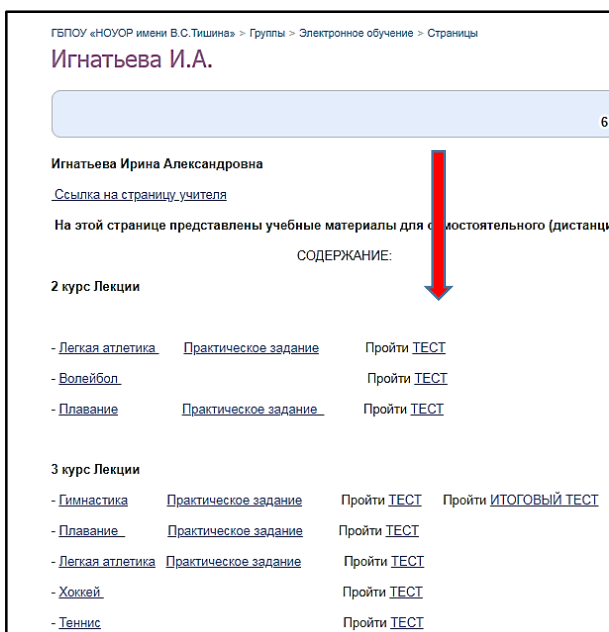 ГБПОУ «НОУОР имени В.С.Тишина» > Группы > Электронное обучение > Страницы
Игнатьева И.А.
6
Игнатьева Ирина Александровна
Ссылка на страницу учителя
На этой странице представлены учебные материалы для с мостоятельного (дистанци
СОДЕРЖАНИЕ:
2 курс Лекции
- Легкая атлетика Практическое задание Пройти ТЕСТ
- Волейбол Пройти ТЕСТ
- Плавание Практическое задание Пройти ТЕСТ
3 курс Лекции
- Гимнастика Практическое задание Пройти ТЕСТ Пройти ИТОГОВЫЙ ТЕСТ
- Плавание Практическое задание Пройти ТЕСТ
- Легкая атлетика Практическое задание Пройти ТЕСТ
- Хоккей Пройти ТЕСТ
- Теннис Пройти ТЕСТ